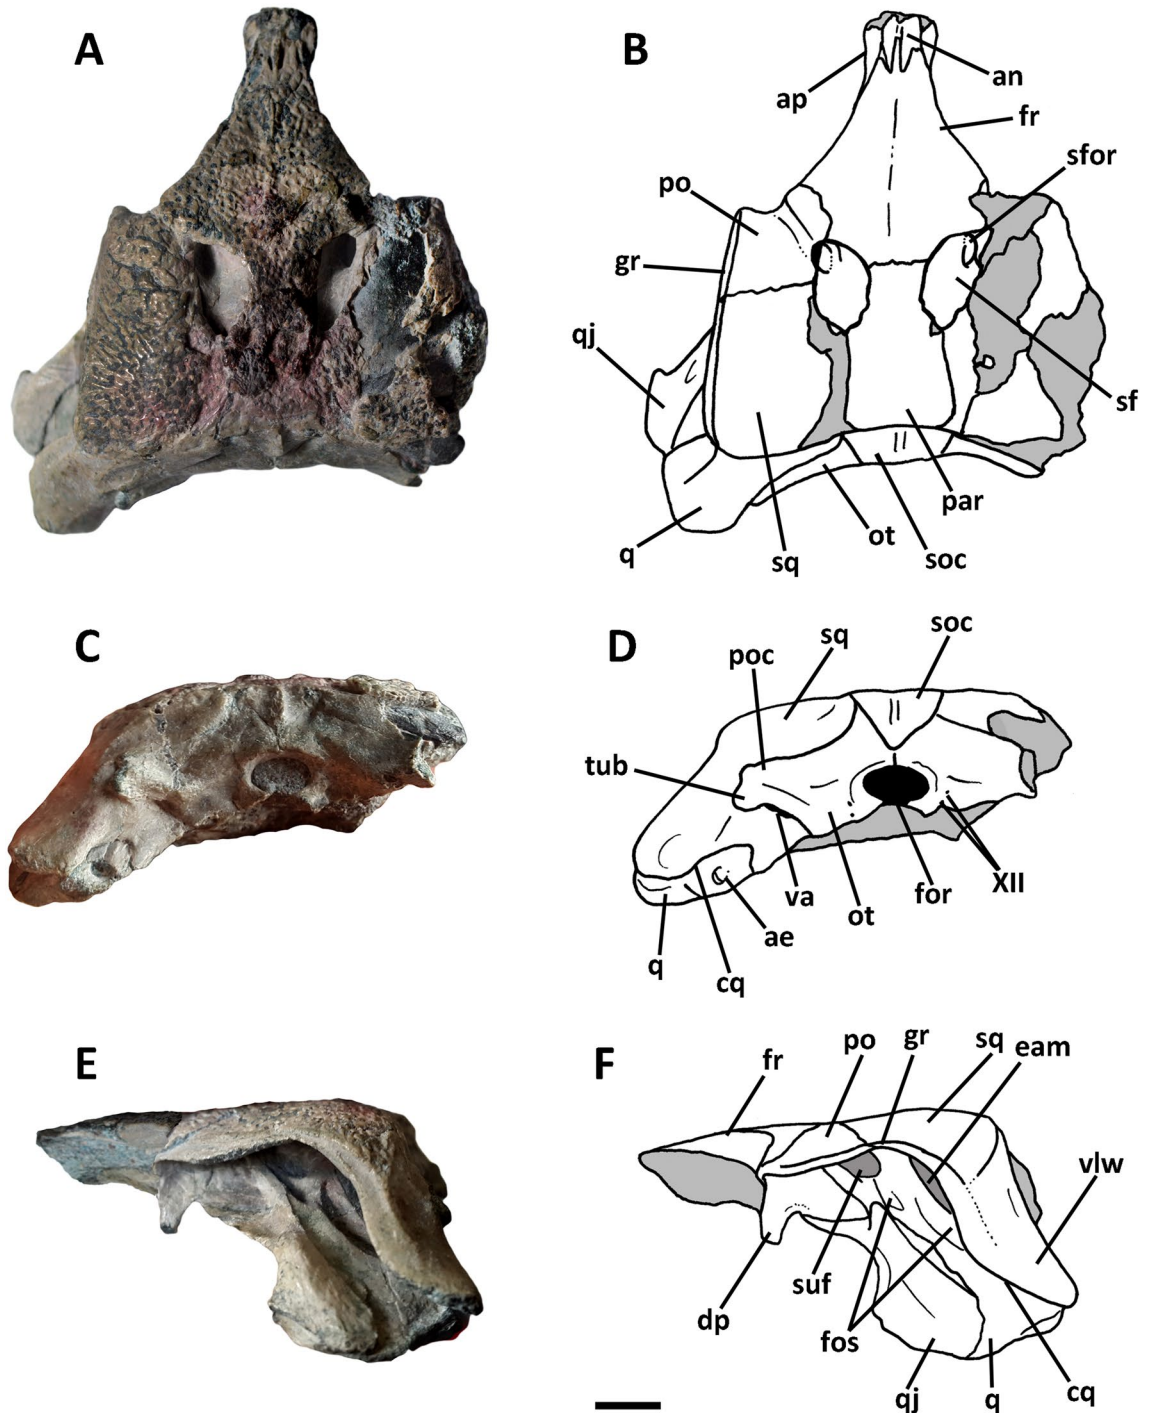 A
B
ap
an
fr
sfor
po
gr
qj
sf
par
ot
q
sq
soc
C
D
soc
sq
poc
tub
XII
va
for
ot
ae
q
cq
E
F
fr
po
gr
sq
eam
vlw
suf
dp
fos
qj
q
cq